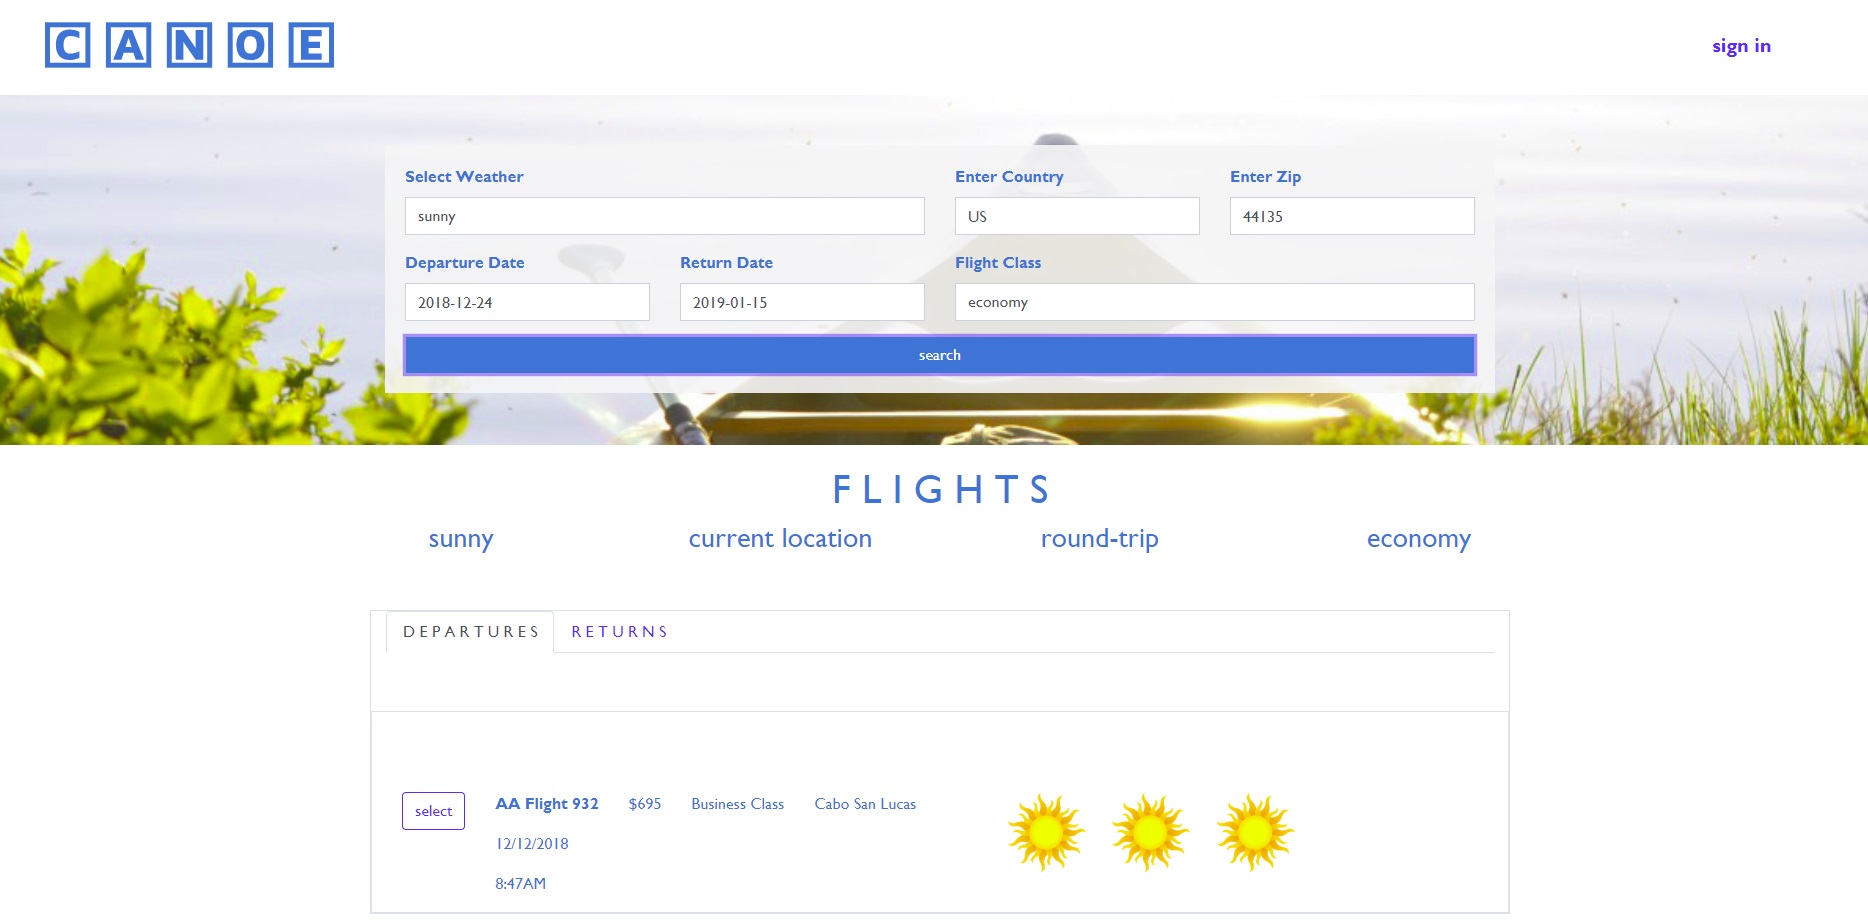 CANOE
sign in
Select Weather
Enter Country
Enter Zip
sunny
US
44135
Departure Date
Return Date
Flight Class
2018-12-24
2019-01-15
economy
search
FLIGHTS
sunny
current location
round-trip
economy
DEPARTURES
RETURNS
select
AA Flight 932
$695
Business Class
Cabo San Lucas
12/12/2018
8:47AM